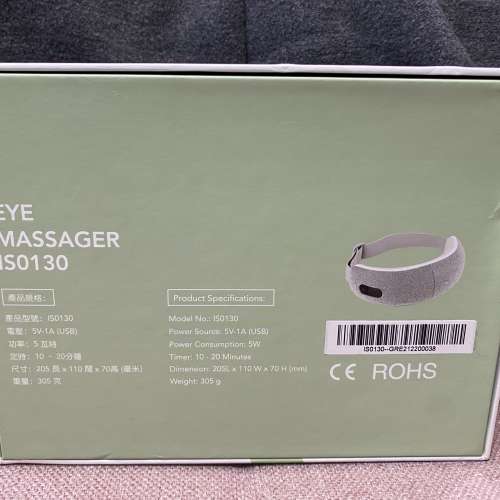 EYE
MASSAGER
IS0130
產品規格:
產品型號: IS0130
電壓: 5V-1A (USB)
功率: 5 瓦特
定時: 10 - 20分鐘
尺寸: 205 長 x 110 闊 x 70高 (毫米)
重量: 305 克
Product Specifications:
Model No.: IS0130
Power Source: 5V-1A (USB)
Power Consumption: 5W
Timer: 10 - 20 Minutes
Dimension: 205L x 110 W x 70 H (mm)
Weight: 305 g
IS0130--GRE212200038
CE ROHS